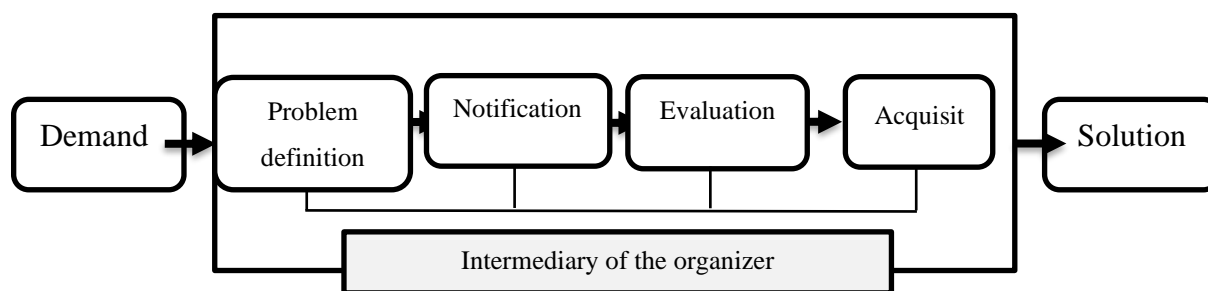 Demand
Problem
definition
Notification
Evaluation
Acquisit
Solution
Intermediary of the organizer